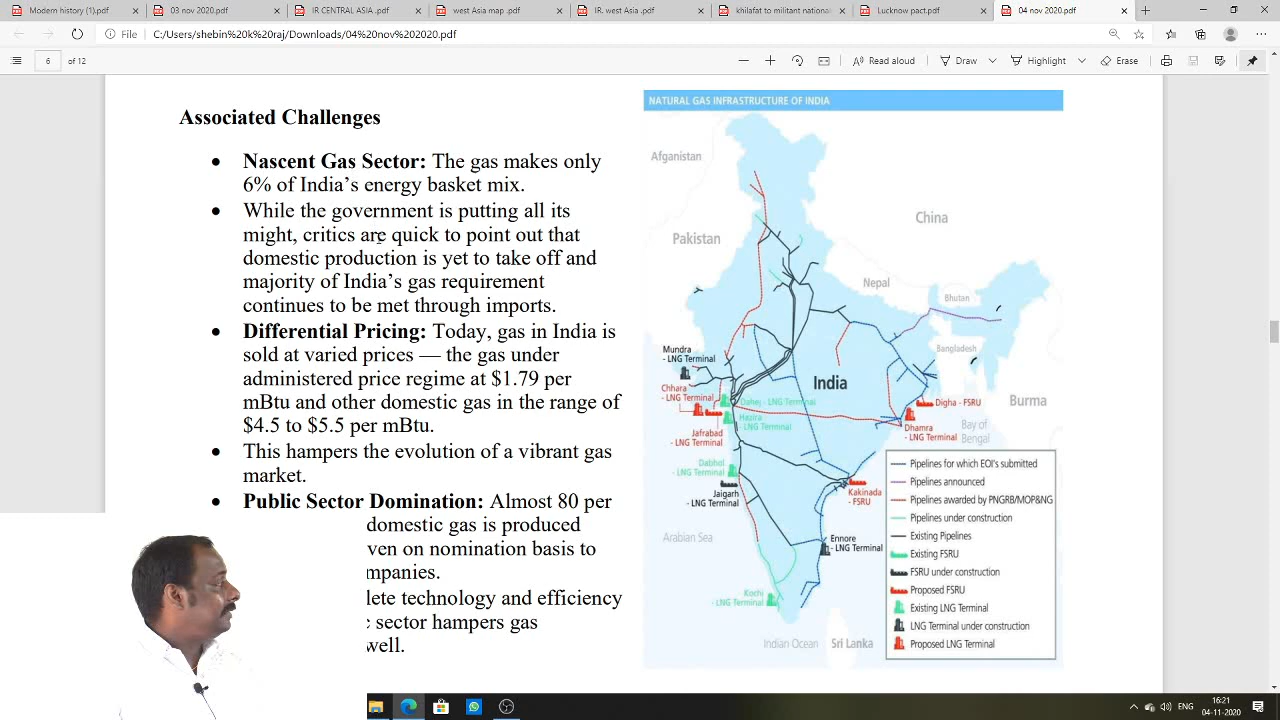 Modern history (1).pdf
03 nov 2020.pdf
IR CENTRAL ASIA .pdf
west Asia map .pdf
IR. west Asia .pdf
khilafat to militant national
Lucknow pact.pdf
04 nov 2020.pdf
File C:/Users/shebin%20k%20raj/Downloads/04%20nov%202020.pdf
6 of 12
Read aloud Draw Highlight Erase
Associated Challenges
• Nascent Gas Sector: The gas makes only
6% of India's energy basket mix.
• While the government is putting all its
might, critics are quick to point out that
domestic production is yet to take off and
majority of India's gas requirement
continues to be met through imports.
• Differential Pricing: Today, gas in India is
sold at varied prices — the gas under
administered price regime at $1.79 per
mBtu and other domestic gas in the range of
$4.5 to $5.5 per mBtu.
• This hampers the evolution of a vibrant gas
market.
• Public Sector Domination: Almost 80 per
domestic gas is produced
ven on nomination basis to
mpanies.
lete technology and efficiency
sector hampers gas
well.
NATURAL GAS INFRASTRUCTURE OF INDIA
Afganistan
China
Pakistan
Nepal
Bhutan
Bangladesh
Mundra
- LNG Terminal
India
Chhara
- LNG Terminal
Dahej - LNG Terminal
Burma
Digha - FSRU
Hazira
- LNG Terminal
Dhamra
- LNG Terminal
Bay of
Bengal
Jafrabad
- LNG Terminal
Dabhol
- LNG Terminal
Jaigarh
- LNG Terminal
Kakinada
- FSRU
Arabian Sea
Ennore
- LNG Terminal
Kochi
- LNG Terminal
Indian Ocean
Sri Lanka
Pipelines for which EOI's submitted
Pipelines announced
Pipelines awarded by PNGRB/MOP&NG
Pipelines under construction
Existing Pipelines
Existing FSRU
FSRU under construction
Proposed FSRU
Existing LNG Terminal
LNG Terminal under construction
Proposed LNG Terminal
ENG
16:21
04-11-2020